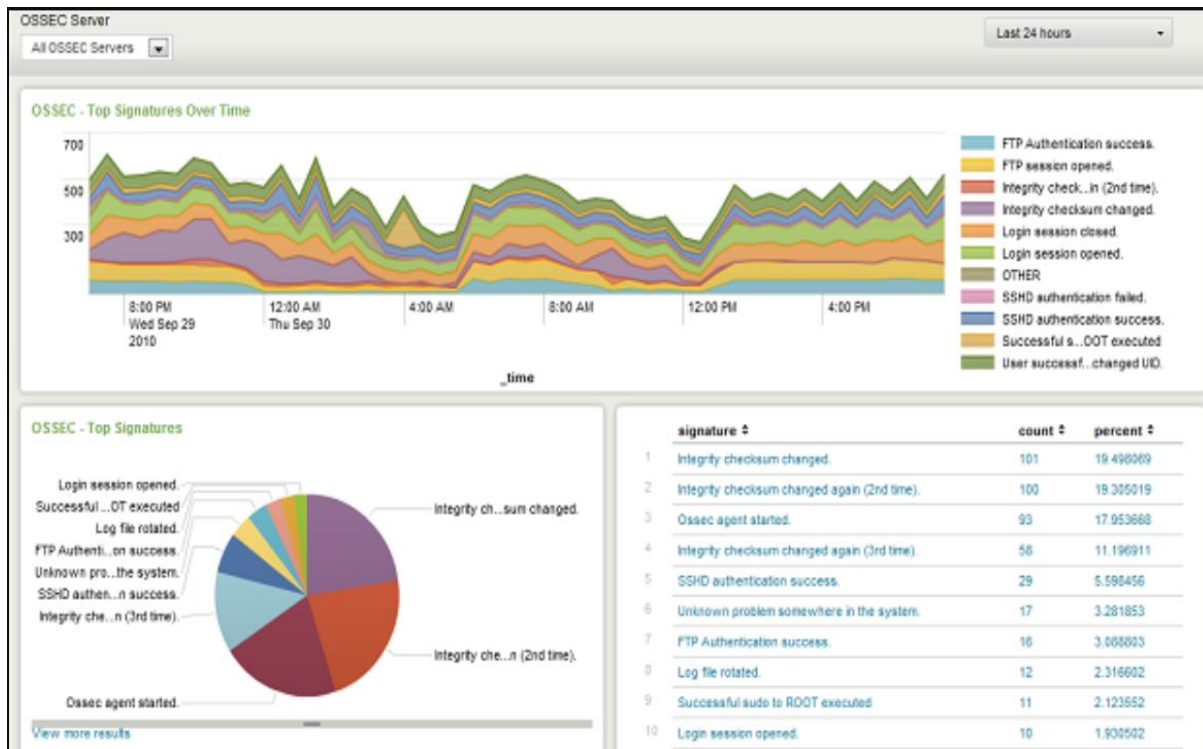 OSSEC Server
All OSSEC Servers
Last 24 hours
OSSEC - Top Signatures Over Time
700
500
300
8:00 PM
Wed Sep 29
2010
12:00 AM
Thu Sep 30
4:00 AM
8:00 AM
12:00 PM
4:00 PM
_time
FTP Authentication success.
FTP session opened.
Integrity check...in (2nd time).
Integrity checksum changed.
Login session closed.
Login session opened.
OTHER
SSHD authentication failed.
SSHD authentication success.
Successful s...OOT executed
User successf...changed UID.
OSSEC - Top Signatures
Login session opened.
Successful ...OT executed
Log file rotated.
FTP Authenti...on success.
Unknown pro...the system.
SSHD authen...n success.
Integrity che...n (3rd time).
Ossec agent started.
Integrity ch...sum changed.
Integrity che...n (2nd time).
View more results
signature count percent
1 Integrity checksum changed. 101 19.498069
2 Integrity checksum changed again (2nd time). 100 19.305019
3 Ossec agent started. 93 17.953668
4 Integrity checksum changed again (3rd time). 58 11.196911
5 SSHD authentication success. 29 5.598456
6 Unknown problem somewhere in the system. 17 3.281853
7 FTP Authentication success. 16 3.088803
8 Log file rotated. 12 2.316602
9 Successful sudo to ROOT executed 11 2.123552
10 Login session opened. 10 1.930502